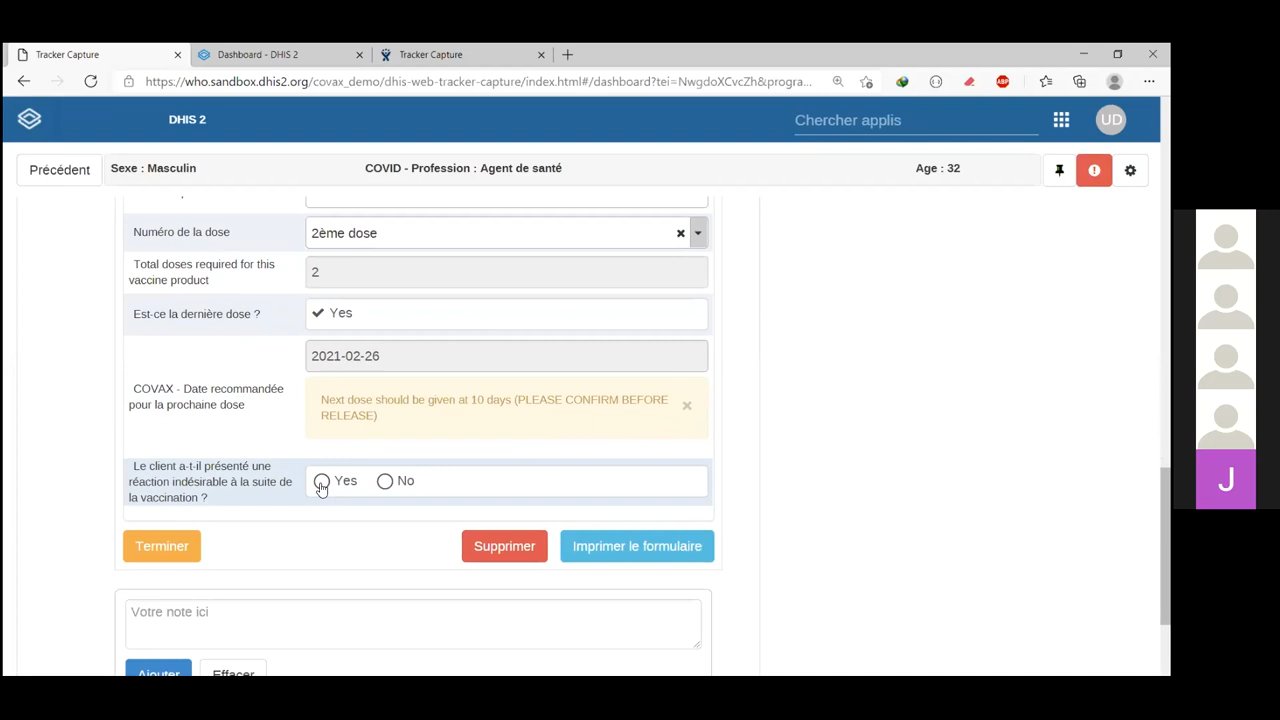 Tracker Capture
Dashboard - DHIS 2
Tracker Capture
https://who.sandbox.dhis2.org/covax_demo/dhis-web-tracker-capture/index.html#/dashboard?tei=NwgdoXCvcZh&progra...
ABP
DHIS 2
Chercher applis
UD
Précédent
Sexe : Masculin
COVID - Profession : Agent de santé
Age : 32
Numéro de la dose
2ème dose
Total doses required for this
vaccine product
2
Est-ce la dernière dose ?
Yes
2021-02-26
COVAX - Date recommandée
pour la prochaine dose
Next dose should be given at 10 days (PLEASE CONFIRM BEFORE
RELEASE)
Le client a-t-il présenté une
réaction indésirable à la suite de
la vaccination ?
Yes
No
Terminer
Supprimer
Imprimer le formulaire
Votre note ici
Ajouter
Effacer
J